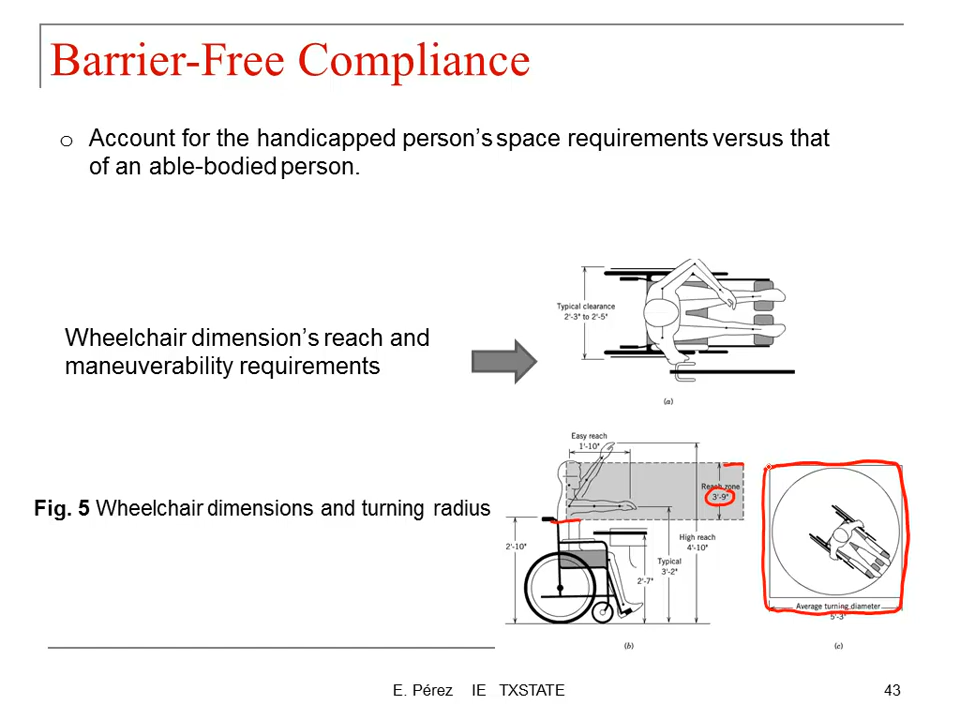 Barrier-Free Compliance
o Account for the handicapped person's space requirements versus that
of an able-bodied person.
Typical clearance
2'-3" to 2'-5"
Wheelchair dimension's reach and
maneuverability requirements
(a)
Easy reach
1'-10"
Reach zone
3'-9"
Fig. 5 Wheelchair dimensions and turning radius
High reach
4'-10"
2'-10"
Typical
3'-2"
2'-7"
Average turning diameter
5'-3"
(b)
(c)
E. Pérez IE TXSTATE
43